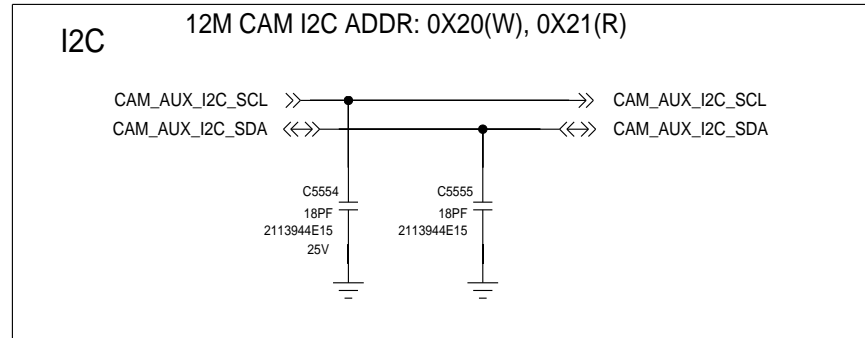 12M CAM I2C ADDR: 0X20(W), 0X21(R)
I2C
CAM_AUX_I2C_SCL CAM_AUX_I2C_SCL
CAM_AUX_I2C_SDA CAM_AUX_I2C_SDA
C5554 C5555
18PF 18PF
2113944E15 2113944E15
25V